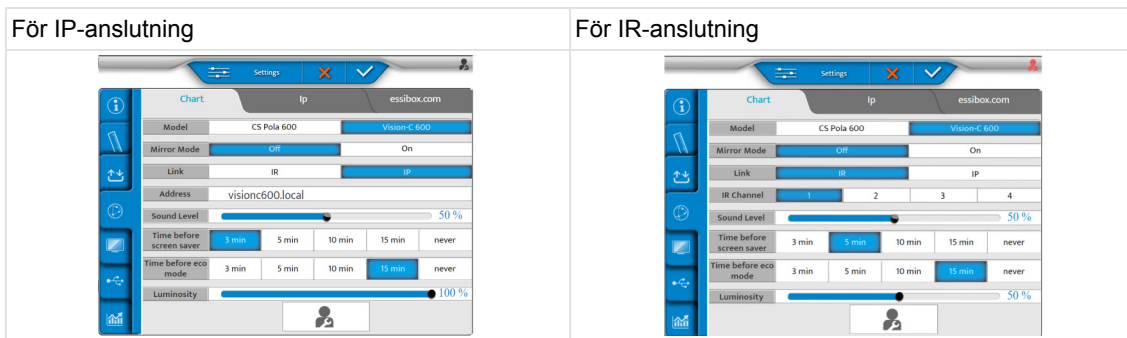 För IP-anslutning
För IR-anslutning
Settings
Chart Ip essibox.com
Model CS Pola 600 Vision-C 600
Mirror Mode Off On
Link IR IP
Address visionc600.local
Sound Level 50 %
Time before screen saver 3 min 5 min 10 min 15 min never
Time before eco mode 3 min 5 min 10 min 15 min never
Luminosity 100 %
Settings
Chart Ip essibox.com
Model CS Pola 600 Vision-C 600
Mirror Mode Off On
Link IR IP
IR Channel 1 2 3 4
Sound Level 50 %
Time before screen saver 3 min 5 min 10 min 15 min never
Time before eco mode 3 min 5 min 10 min 15 min never
Luminosity 50 %